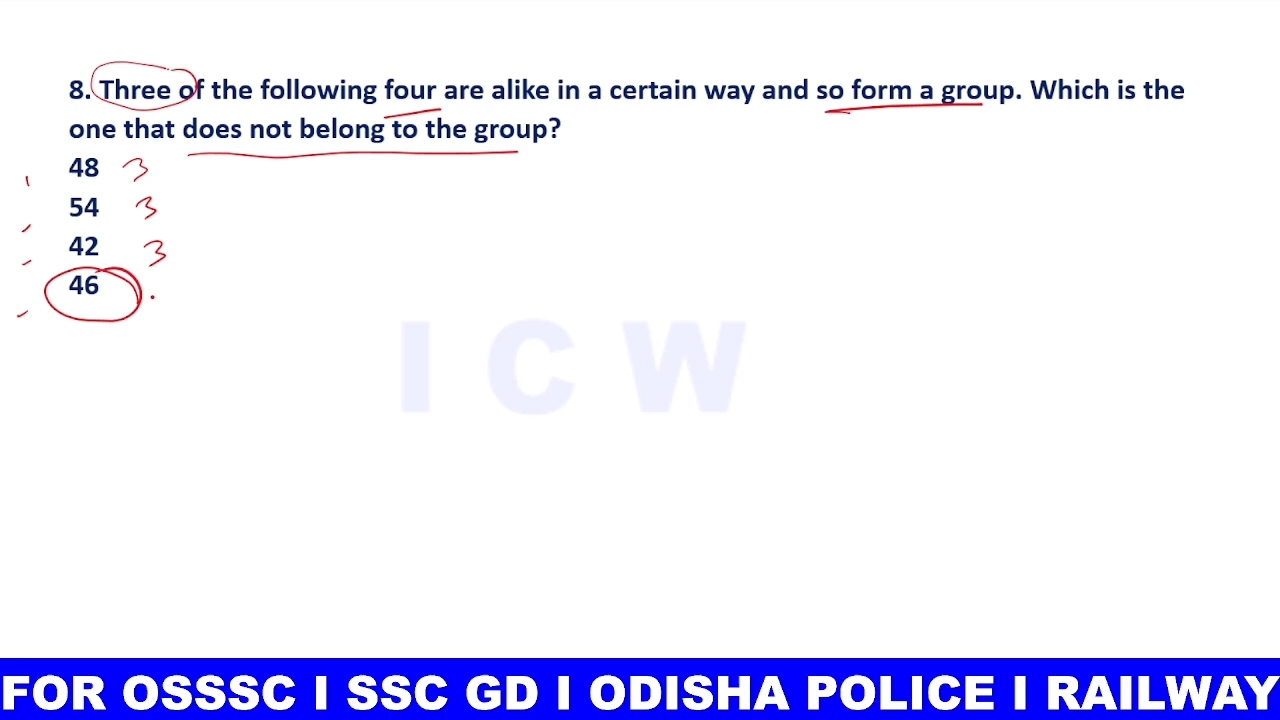 8. Three of the following four are alike in a certain way and so form a group. Which is the
one that does not belong to the group?
48 3
54 3
42 3
46
I C W
FOR OSSSC I SSC GD I ODISHA POLICE I RAILWAY